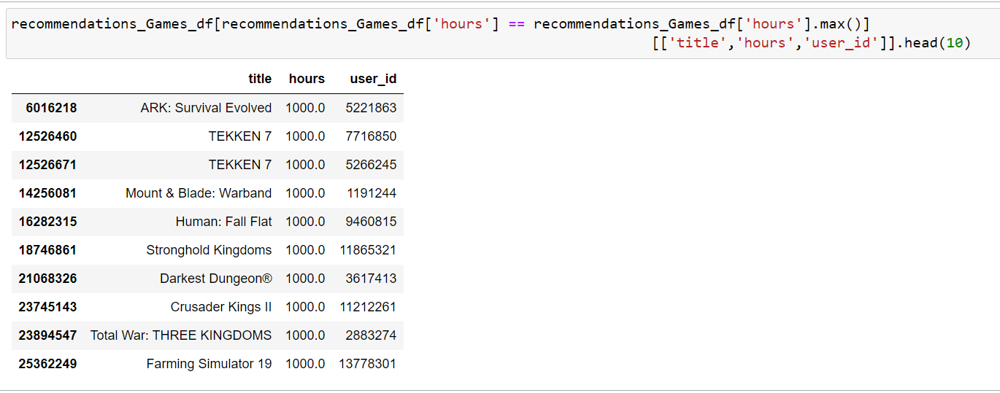 recommendations_Games_df[recommendations_Games_df['hours'] == recommendations_Games_df['hours'].max()]
[['title','hours','user_id']].head(10)
title hours user_id
6016218 ARK: Survival Evolved 1000.0 5221863
12526460 TEKKEN 7 1000.0 7716850
12526671 TEKKEN 7 1000.0 5266245
14256081 Mount & Blade: Warband 1000.0 1191244
16282315 Human: Fall Flat 1000.0 9460815
18746861 Stronghold Kingdoms 1000.0 11865321
21068326 Darkest Dungeon® 1000.0 3617413
23745143 Crusader Kings II 1000.0 11212261
23894547 Total War: THREE KINGDOMS 1000.0 2883274
25362249 Farming Simulator 19 1000.0 13778301